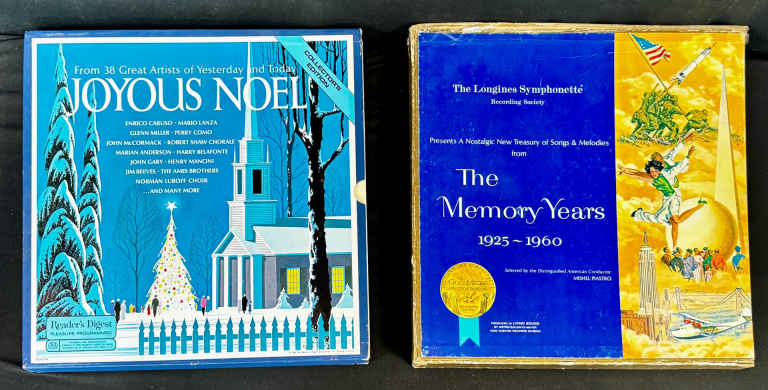 From 38 Great Artists of Yesterday and Today
JOYOUS NOEL
COLLECTOR'S
EDITION
ENRICO CARUSO • MARIO LANZA
GLENN MILLER • PERRY COMO
JOHN McCORMACK • ROBERT SHAW CHORALE
MARIAN ANDERSON • HARRY BELAFONTE
JOHN GARY • HENRY MANCINI
JIM REEVES • THE AMES BROTHERS
NORMAN LUBOFF CHOIR
...AND MANY MORE
Reader's Digest
PLEASURE PROGRAMMED
The Longines Symphonette
Recording Society
Presents A Nostalgic New Treasury of Songs & Melodies
from
The
Memory Years
1925~1960
Selected by the Distinguished American Conductor
MISHEL PIASTRO